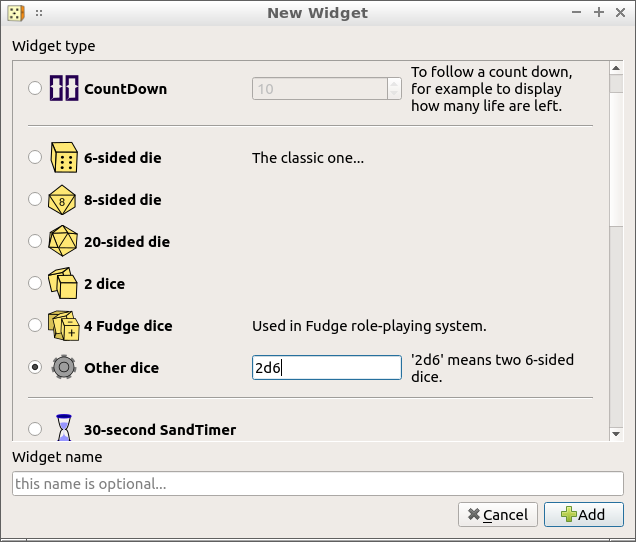 New Widget
Widget type
CountDown
10
To follow a count down,
for example to display
how many life are left.
6-sided die
The classic one...
8
8-sided die
20-sided die
2 dice
4 Fudge dice
Used in Fudge role-playing system.
Other dice
2d6
'2d6' means two 6-sided
dice.
30-second SandTimer
Widget name
this name is optional...
Cancel
Add